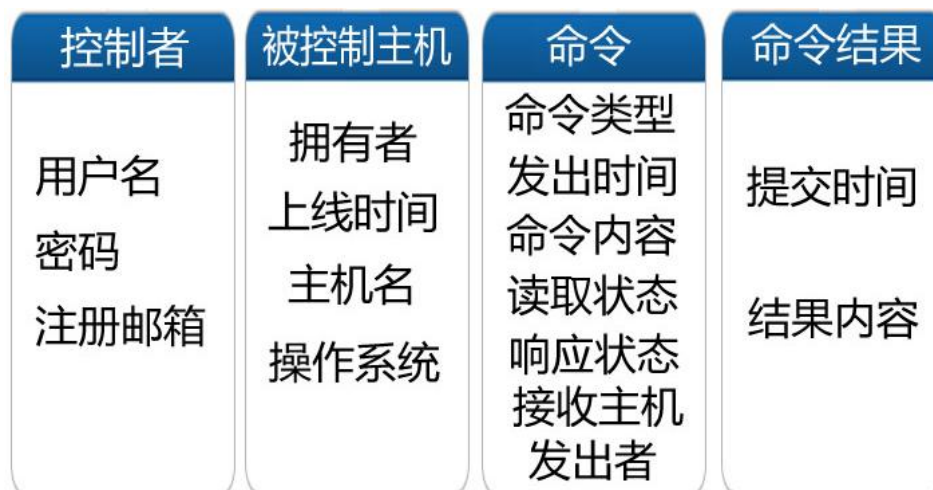 控制者
用户名
密码
注册邮箱
被控制主机
拥有者
上线时间
主机名
操作系统
命令
命令类型
发出时间
命令内容
读取状态
响应状态
接收主机
发出者
命令结果
提交时间
结果内容